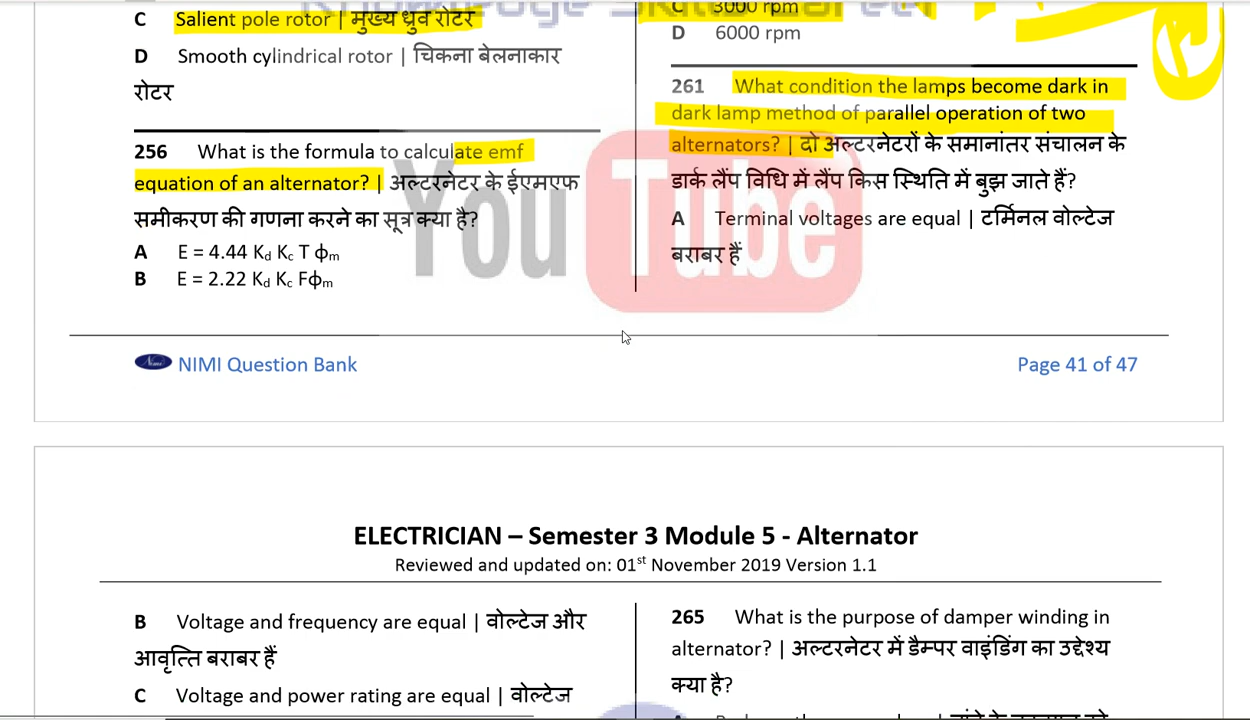 Knowledge Skills Career
C Salient pole rotor | मुख्य ध्रुव रोटर
D Smooth cylindrical rotor | चिकना बेलनाकार
रोटर
256 What is the formula to calculate emf
equation of an alternator? | अल्टरनेटर के ईएमएफ
समीकरण की गणना करने का सूत्र क्या है?
A E = 4.44 Kd Kc T ϕm
B E = 2.22 Kd Kc Fϕm
C 3000 rpm
D 6000 rpm
261 What condition the lamps become dark in
dark lamp method of parallel operation of two
alternators? | दो अल्टरनेटरों के समानांतर संचालन के
डार्क लैंप विधि में लैंप किस स्थिति में बुझ जाते हैं?
A Terminal voltages are equal | टर्मिनल वोल्टेज
बराबर हैं
YouTube
Nimi NIMI Question Bank
Page 41 of 47
ELECTRICIAN – Semester 3 Module 5 - Alternator
Reviewed and updated on: 01st November 2019 Version 1.1
B Voltage and frequency are equal | वोल्टेज और
आवृत्ति बराबर हैं
C Voltage and power rating are equal | वोल्टेज
265 What is the purpose of damper winding in
alternator? | अल्टरनेटर में डैम्पर वाइंडिंग का उद्देश्य
क्या है?